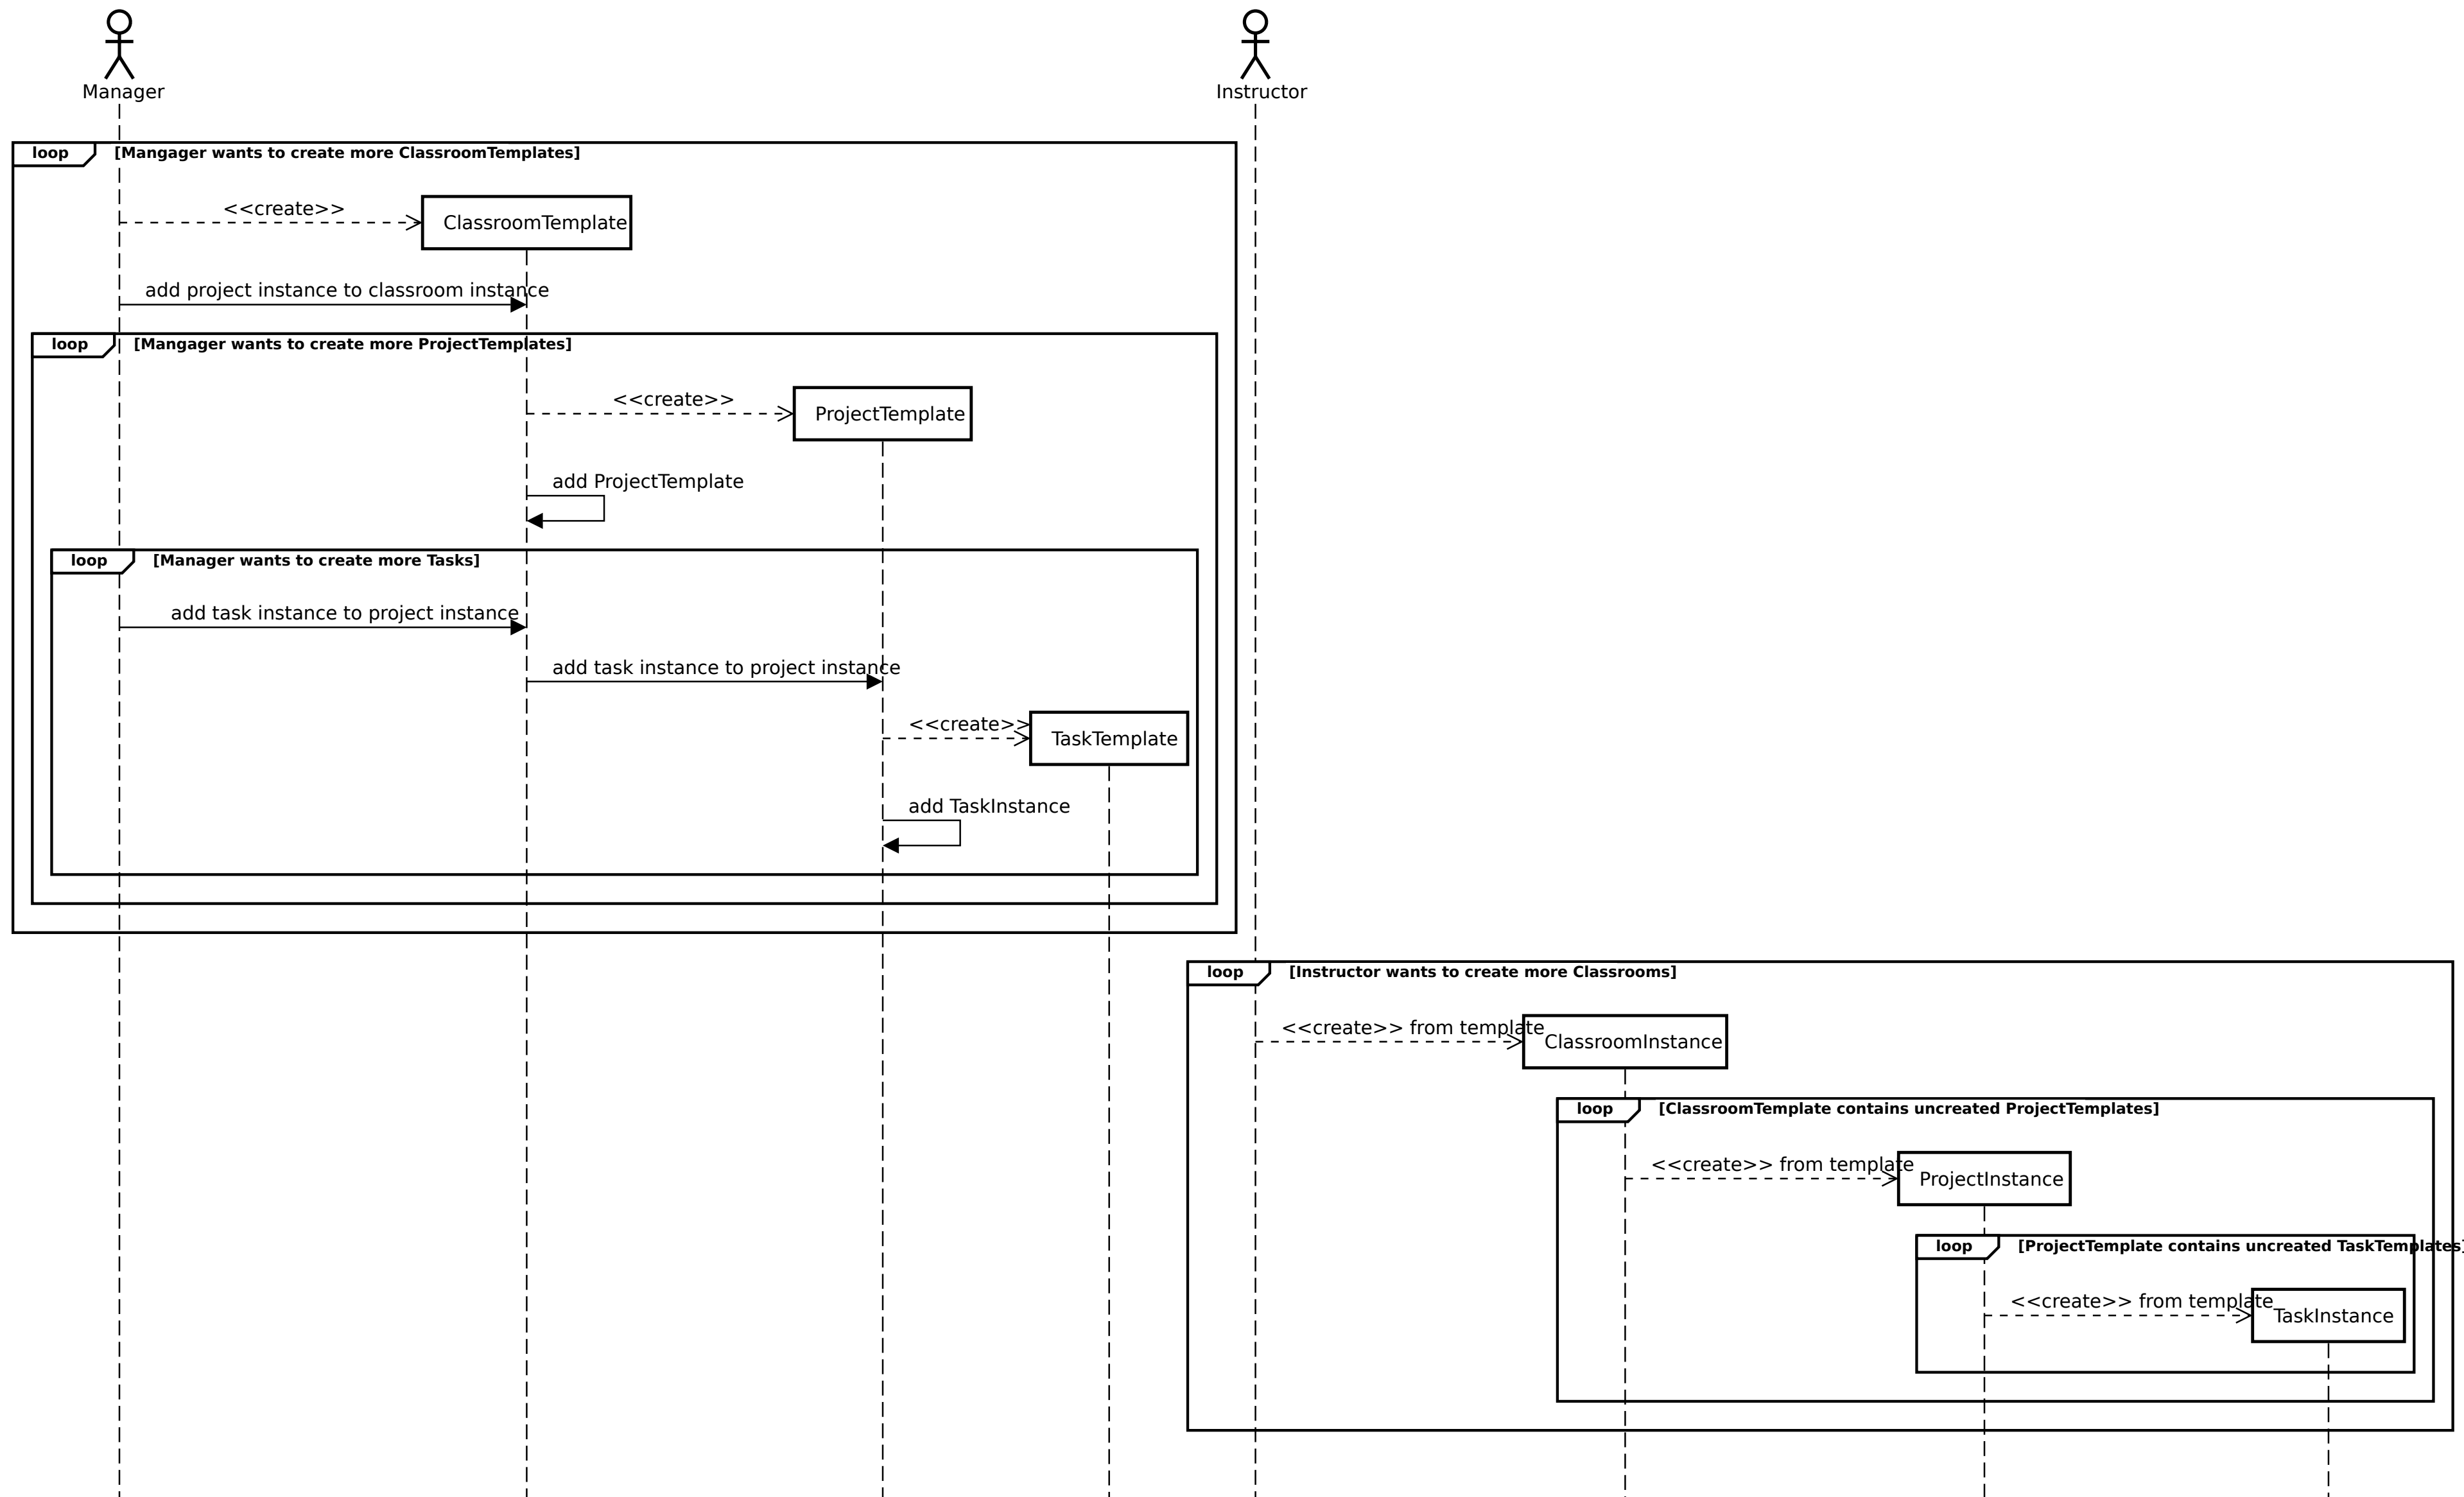 Manager
Instructor
loop
[Mangager wants to create more ClassroomTemplates]
<<create>>
ClassroomTemplate
add project instance to classroom instance
loop
[Mangager wants to create more ProjectTemplates]
<<create>>
ProjectTemplate
add ProjectTemplate
loop
[Manager wants to create more Tasks]
add task instance to project instance
add task instance to project instance
<<create>>
TaskTemplate
add TaskInstance
loop
[Instructor wants to create more Classrooms]
<<create>> from template
ClassroomInstance
loop
[ClassroomTemplate contains uncreated ProjectTemplates]
<<create>> from template
ProjectInstance
loop
[ProjectTemplate contains uncreated TaskTemplates]
<<create>> from template
TaskInstance